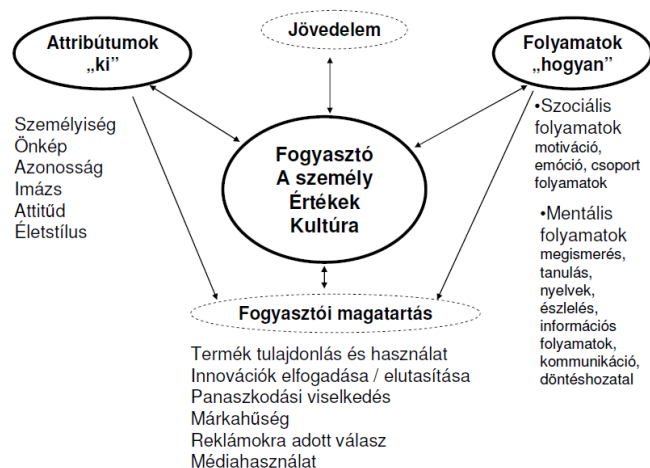 Attribútumok
„ki”
Jövedelem
Folyamatok
„hogyan”
Személyiség
Önkép
Azonosság
Imázs
Attitűd
Életstílus
Fogyasztó
A személy
Értékek
Kultúra
•Szociális
folyamatok
motiváció,
emóció, csoport
folyamatok
•Mentális
folyamatok
megismerés,
tanulás,
nyelvek,
észlelés,
információs
folyamatok,
kommunikáció,
döntéshozatal
Fogyasztói magatartás
Termék tulajdonlás és használat
Innovációk elfogadása / elutasítása
Panaszkodási viselkedés
Márkahűség
Reklámokra adott válasz
Médiahasználat